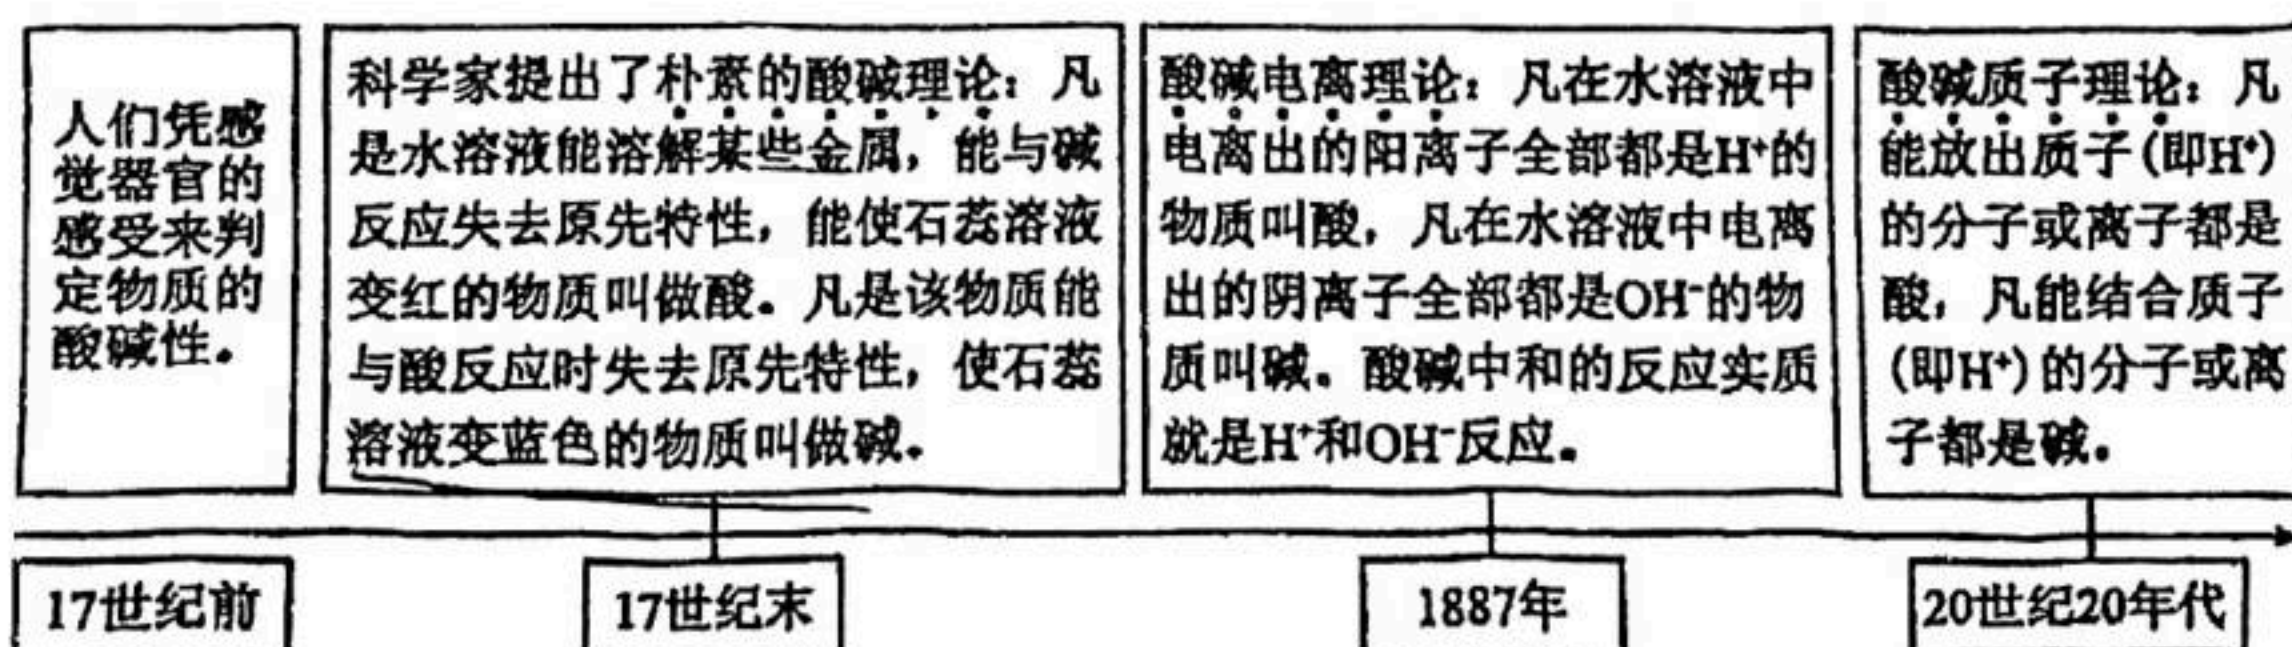 人们凭感
觉器官的
感受来判
定物质的
酸碱性。
科学家提出了朴素的酸碱理论：凡
是水溶液能溶解某些金属，能与碱
反应失去原先特性，能使石蕊溶液
变红的物质叫做酸。凡是该物质能
与酸反应时失去原先特性，使石蕊
溶液变蓝色的物质叫做碱。
酸碱电离理论：凡在水溶液中
电离出的阳离子全部都是H⁺的
物质叫酸，凡在水溶液中电离
出的阴离子全部都是OH⁻的物
质叫碱。酸碱中和的反应实质
就是H⁺和OH⁻反应。
酸碱质子理论：凡
能放出质子(即H⁺)
的分子或离子都是
酸，凡能结合质子
(即H⁺)的分子或离
子都是碱。
17世纪前
17世纪末
1887年
20世纪20年代